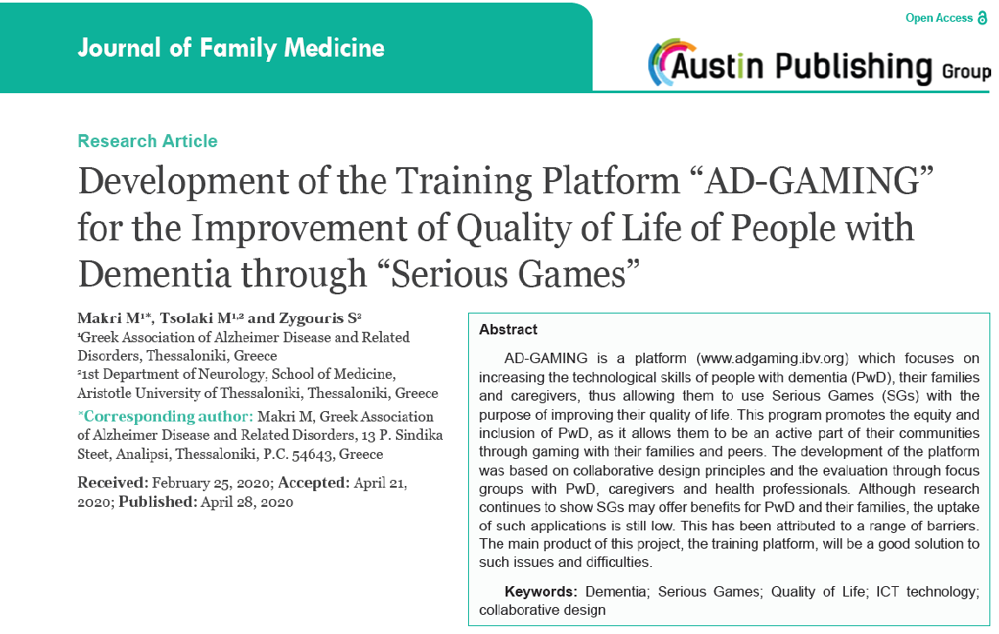 Open Access
Journal of Family Medicine
Austin Publishing Group
Research Article
Development of the Training Platform “AD-GAMING”
for the Improvement of Quality of Life of People with
Dementia through “Serious Games”
Makri M¹*, Tsolaki M¹,² and Zygouris S²
¹Greek Association of Alzheimer Disease and Related
Disorders, Thessaloniki, Greece
²1st Department of Neurology, School of Medicine,
Aristotle University of Thessaloniki, Thessaloniki, Greece
*Corresponding author: Makri M, Greek Association
of Alzheimer Disease and Related Disorders, 13 P. Sindika
Steet, Analipsi, Thessaloniki, P.C. 54643, Greece
Received: February 25, 2020; Accepted: April 21,
2020; Published: April 28, 2020
Abstract
AD-GAMING is a platform (www.adgaming.ibv.org) which focuses on
increasing the technological skills of people with dementia (PwD), their families
and caregivers, thus allowing them to use Serious Games (SGs) with the
purpose of improving their quality of life. This program promotes the equity and
inclusion of PwD, as it allows them to be an active part of their communities
through gaming with their families and peers. The development of the platform
was based on collaborative design principles and the evaluation through focus
groups with PwD, caregivers and health professionals. Although research
continues to show SGs may offer benefits for PwD and their families, the uptake
of such applications is still low. This has been attributed to a range of barriers.
The main product of this project, the training platform, will be a good solution to
such issues and difficulties.
Keywords: Dementia; Serious Games; Quality of Life; ICT technology;
collaborative design